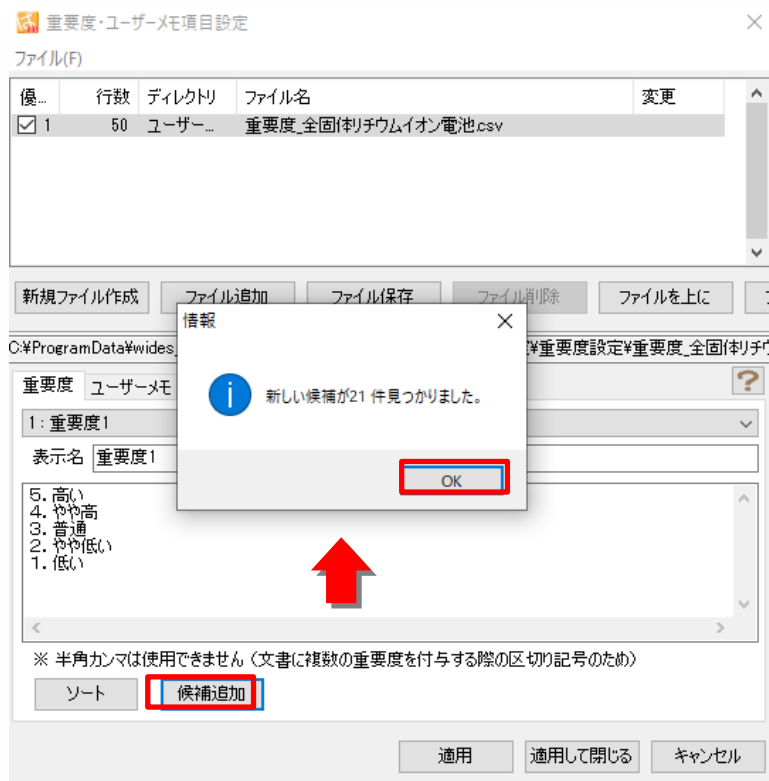 重要度・ユーザーメモ項目設定
ファイル(F)
優... 行数 ディレクトリ ファイル名 変更
1 50 ユーザー... 重要度_全固体リチウムイオン電池.csv
新規ファイル作成 ファイル追加 ファイル保存 ファイル削除 ファイルを上に
情報
C:¥ProgramData¥wides_ ¥重要度設定¥重要度_全固体リチウ
重要度 ユーザーメモ ?
新しい候補が21 件見つかりました。
1:重要度1
表示名 重要度1
OK
5. 高い
4. やや高
3. 普通
2. やや低い
1. 低い
※ 半角カンマは使用できません（文書に複数の重要度を付与する際の区切り記号のため）
ソート 候補追加
適用 適用して閉じる キャンセル